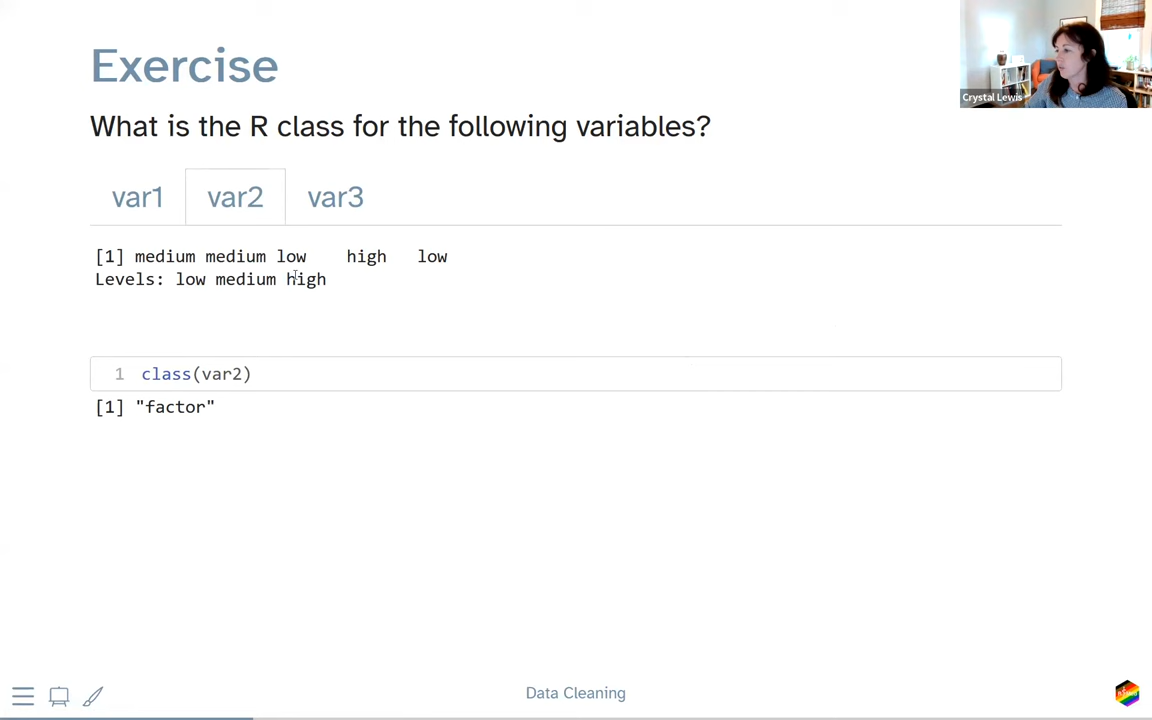 Exercise
Crystal Lewis
What is the R class for the following variables?
var1 var2 var3
[1] medium medium low    high   low
Levels: low medium high
1 class(var2)
[1] "factor"
Data Cleaning